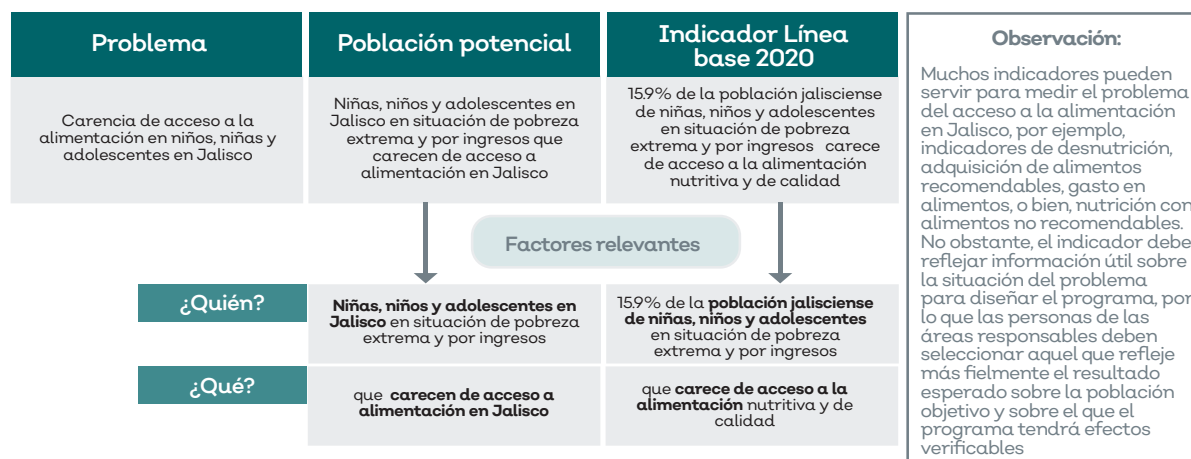 Problema
Población potencial
Indicador Línea
base 2020
Carencia de acceso a la
alimentación en niños, niñas y
adolescentes en Jalisco
Niñas, niños y adolescentes en
Jalisco en situación de pobreza
extrema y por ingresos que
carecen de acceso a
alimentación en Jalisco
15.9% de la población jalisciense
de niñas, niños y adolescentes
en situación de pobreza
extrema y por ingresos carece
de acceso a la alimentación
nutritiva y de calidad
Factores relevantes
¿Quién?
Niñas, niños y adolescentes en
Jalisco en situación de pobreza
extrema y por ingresos
15.9% de la población jalisciense
de niñas, niños y adolescentes
en situación de pobreza
extrema y por ingresos
¿Qué?
que carecen de acceso a
alimentación en Jalisco
que carece de acceso a la
alimentación nutritiva y de
calidad
Observación:
Muchos indicadores pueden
servir para medir el problema
del acceso a la alimentación
en Jalisco, por ejemplo,
indicadores de desnutrición,
adquisición de alimentos
recomendables, gasto en
alimentos, o bien, nutrición con
alimentos no recomendables.
No obstante, el indicador debe
reflejar información útil sobre
la situación del problema
para diseñar el programa, por
lo que las personas de las
áreas responsables deben
seleccionar aquel que refleje
más fielmente el resultado
esperado sobre la población
objetivo y sobre el que el
programa tendrá efectos
verificables